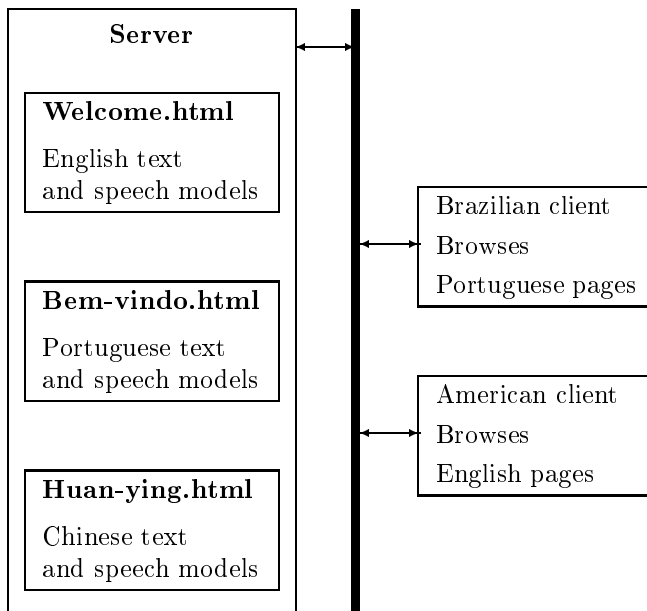 Server
Welcome.html
English text
and speech models
Bem-vindo.html
Portuguese text
and speech models
Huan-ying.html
Chinese text
and speech models
Brazilian client
Browses
Portuguese pages
American client
Browses
English pages